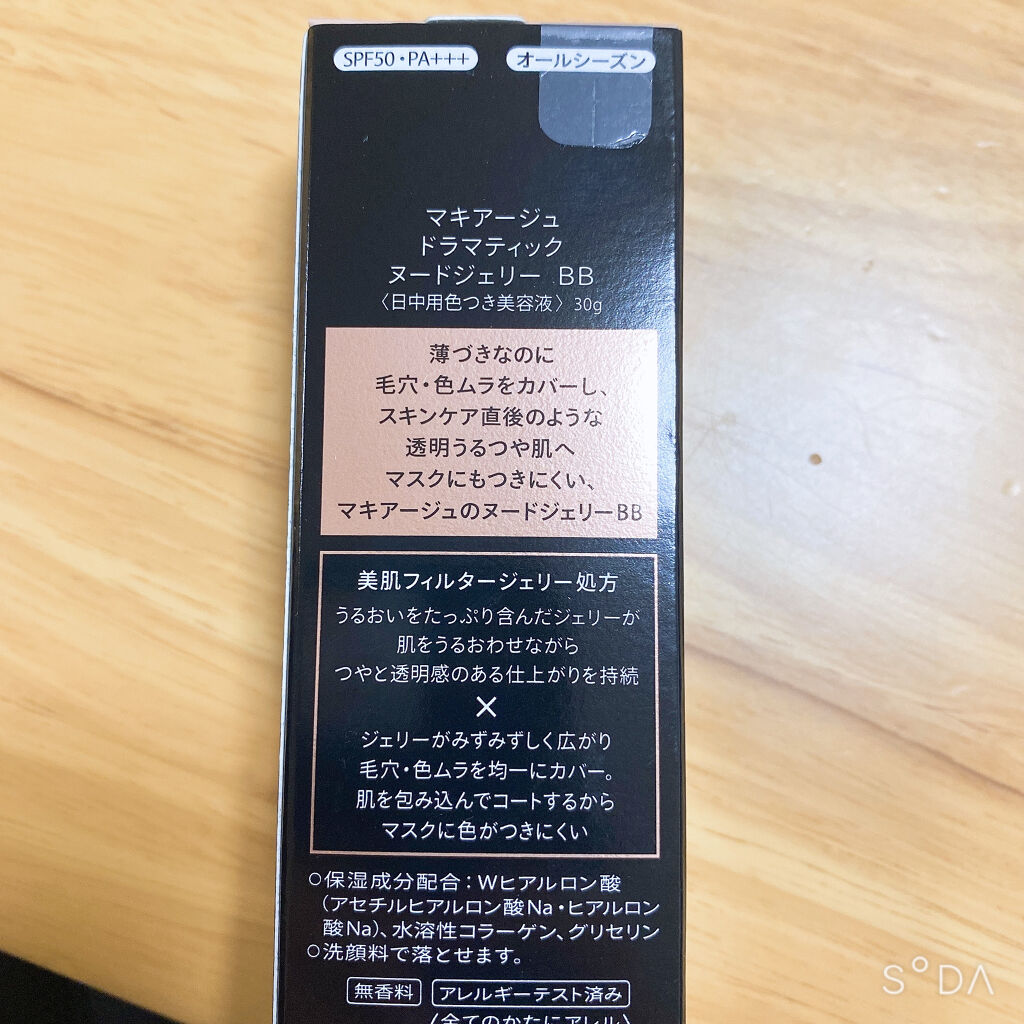 SPF50・PA+++ オールシーズン
マキアージュ
ドラマティック
ヌードジェリー BB
〈日中用色つき美容液〉 30g
薄づきなのに
毛穴・色ムラをカバーし、
スキンケア直後のような
透明うるつや肌へ
マスクにもつきにくい、
マキアージュのヌードジェリーBB
美肌フィルタージェリー処方
うるおいをたっぷり含んだジェリーが
肌をうるおわせながら
つやと透明感のある仕上がりを持続
×
ジェリーがみずみずしく広がり
毛穴・色ムラを均一にカバー。
肌を包み込んでコートするから
マスクに色がつきにくい
○保湿成分配合：Wヒアルロン酸
（アセチルヒアルロン酸Na・ヒアルロン
酸Na）、水溶性コラーゲン、グリセリン
○洗顔料で落とせます。
無香料 アレルギーテスト済み
〈全てのかたにアレル〉
SODA